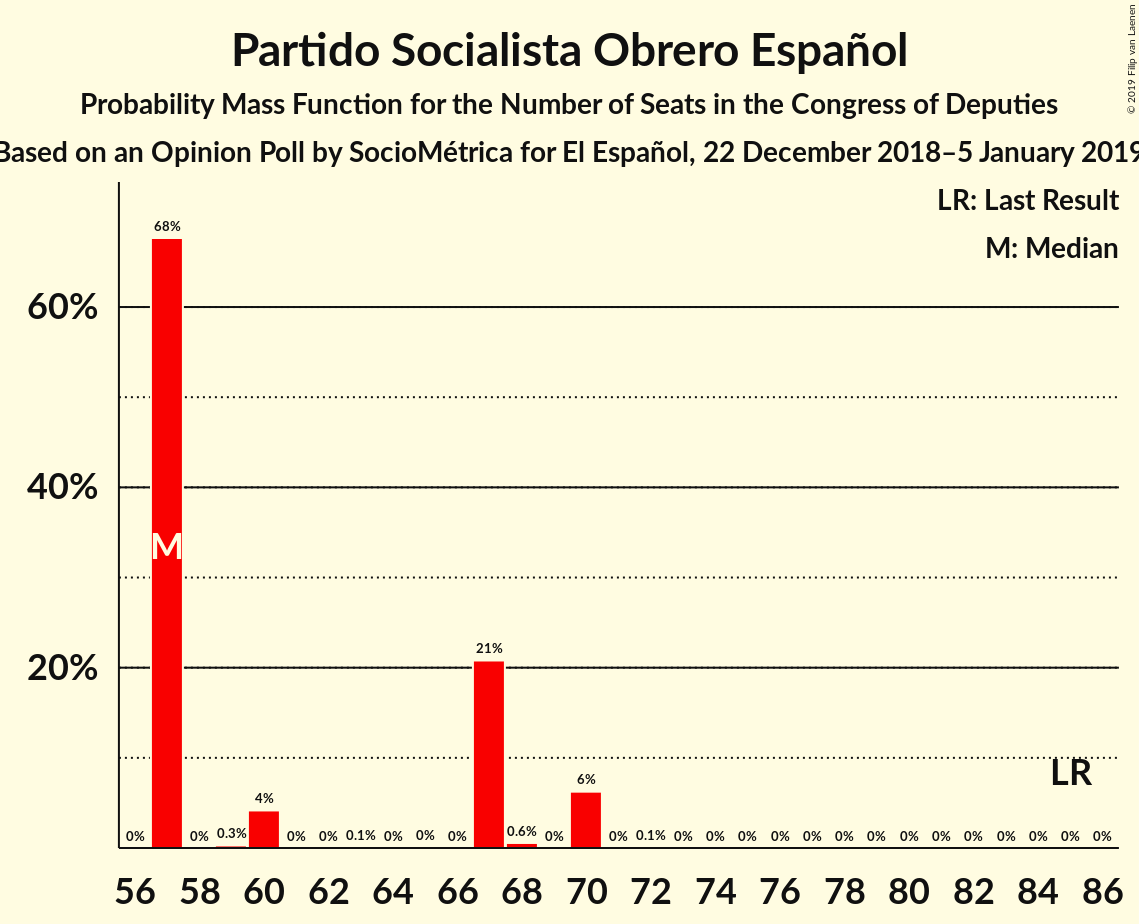 Partido Socialista Obrero Español
Probability Mass Function for the Number of Seats in the Congress of Deputies
Based on an Opinion Poll by SocioMétrica for El Español, 22 December 2018–5 January 2019
© 2019 Filip van Laenen
LR: Last Result
M: Median
60%
40%
20%
68%
M
21%
LR
6%
4%
0% 0% 0.3% 0% 0% 0.1% 0% 0% 0% 0.6% 0% 0% 0.1% 0% 0% 0% 0% 0% 0% 0% 0% 0% 0% 0% 0% 0% 0%
56 58 60 62 64 66 68 70 72 74 76 78 80 82 84 86